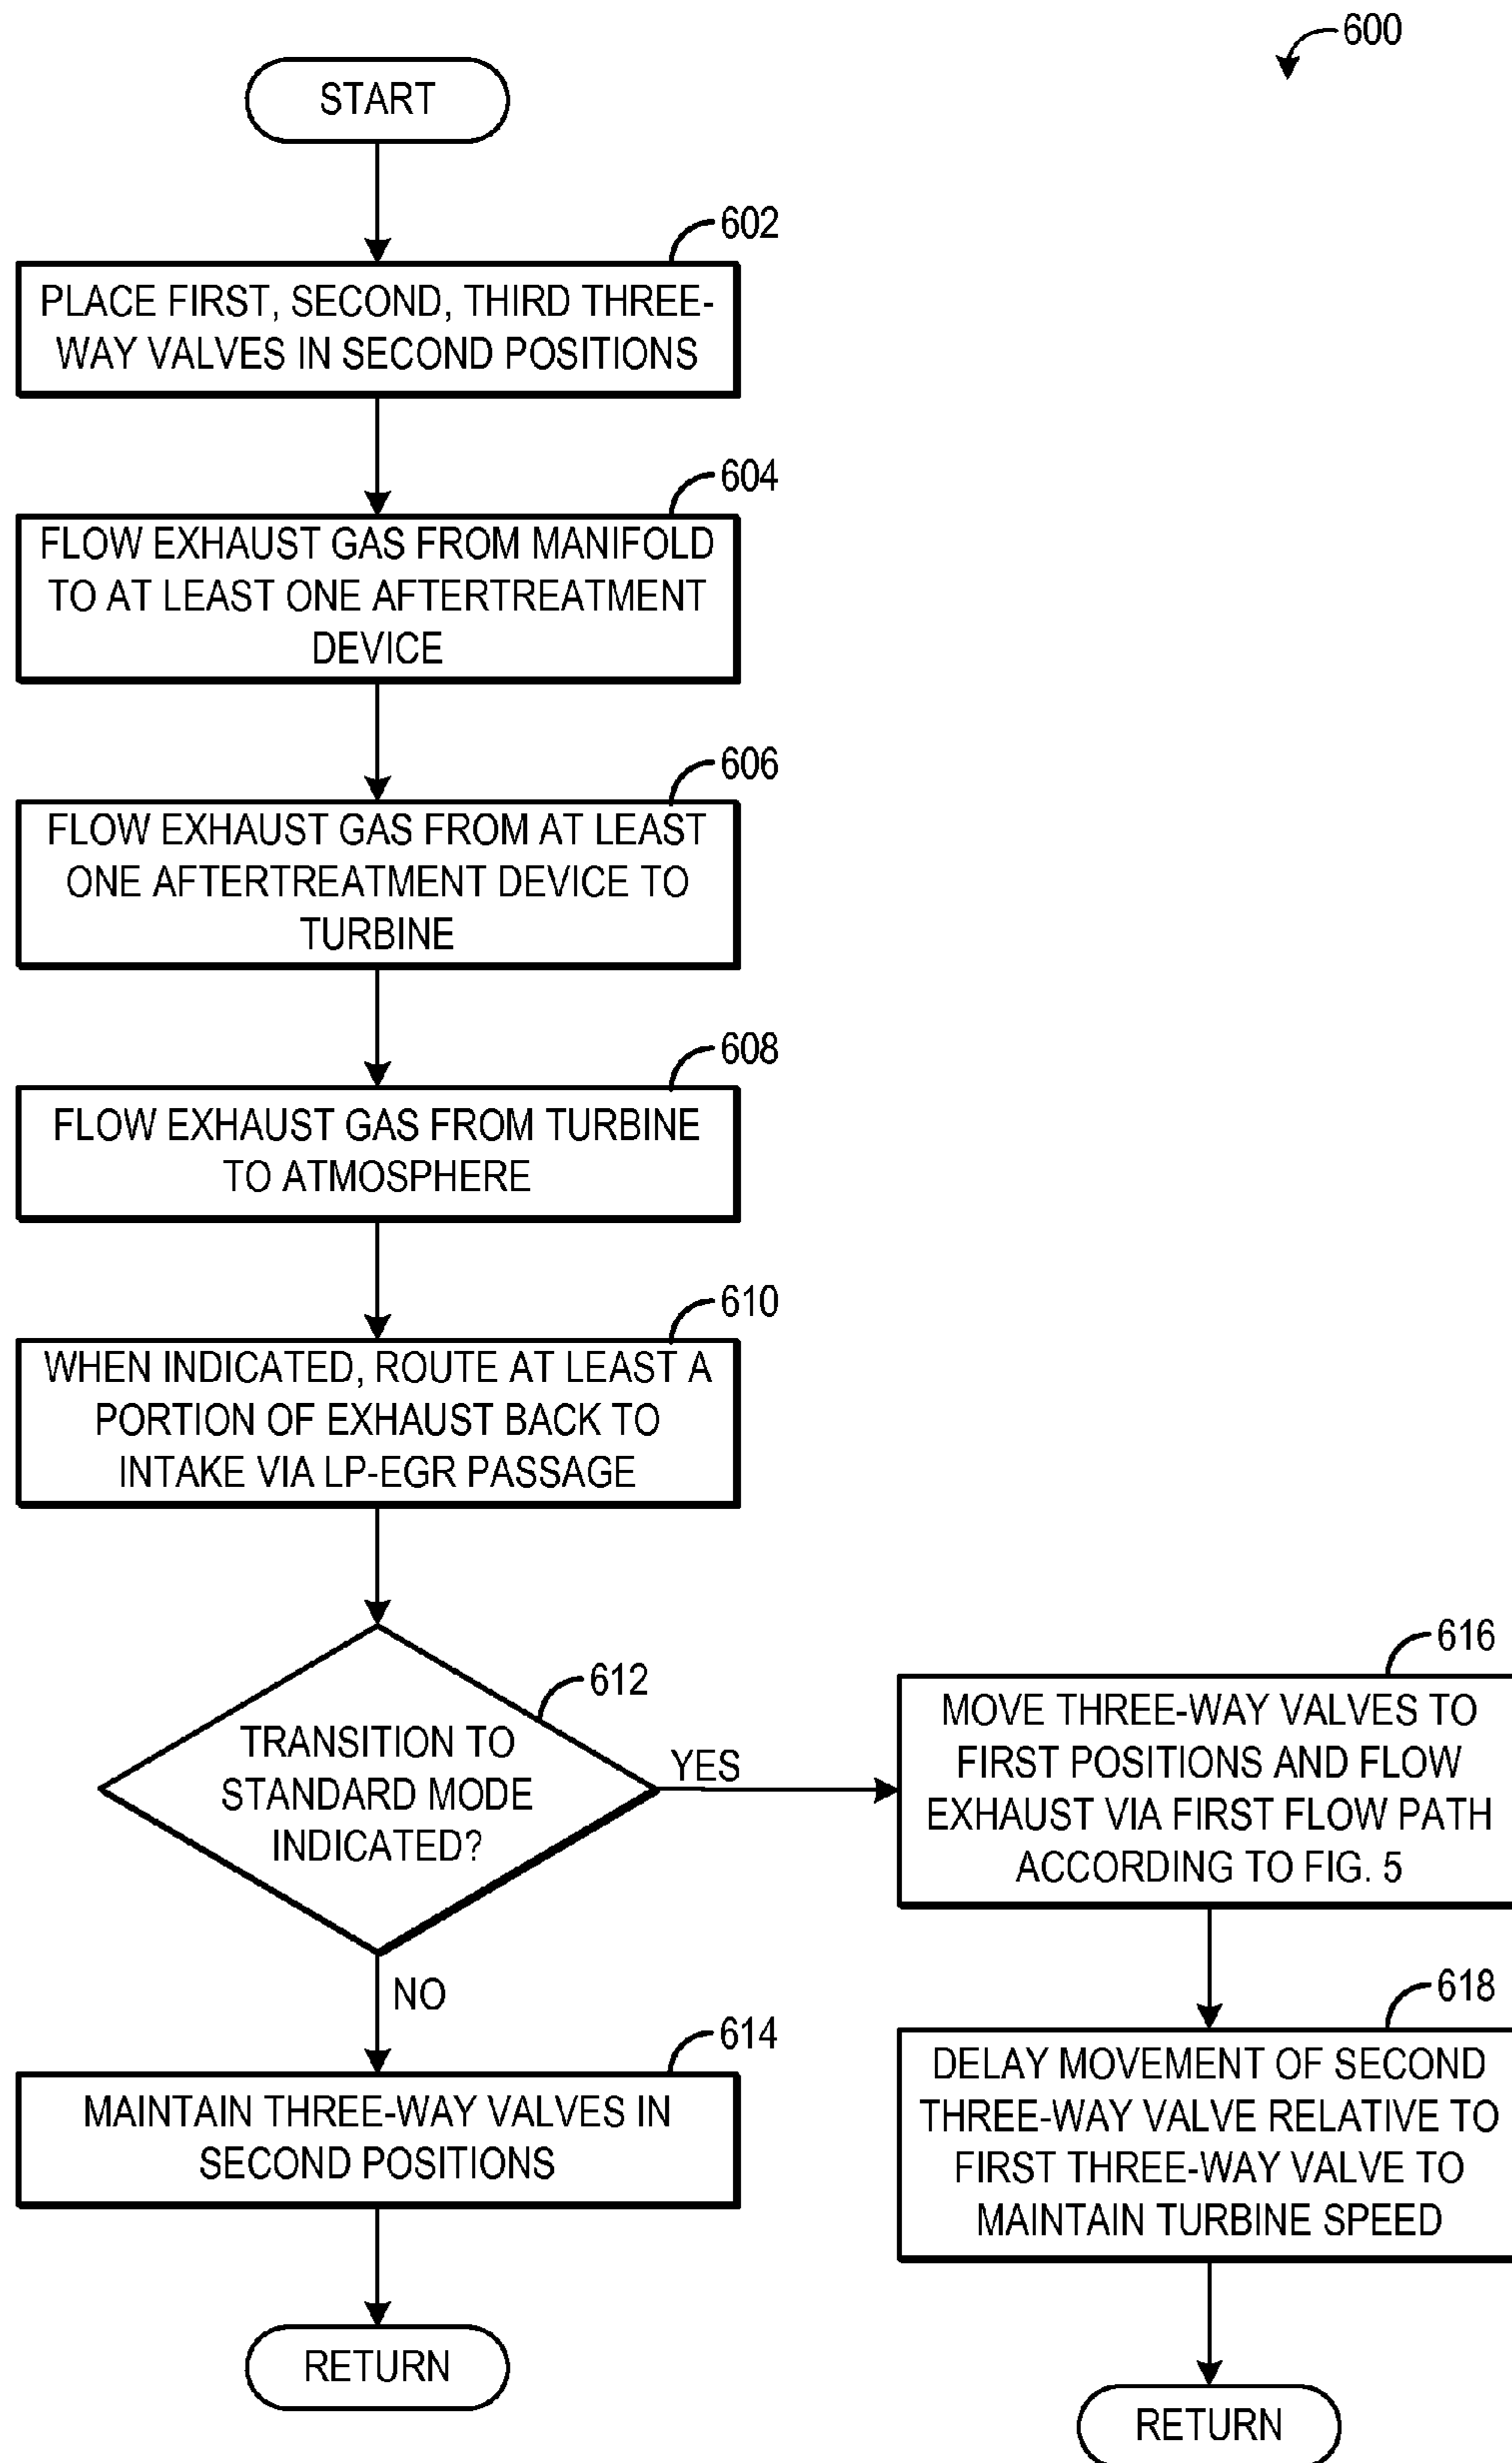 600
START
602
PLACE FIRST, SECOND, THIRD THREE-
WAY VALVES IN SECOND POSITIONS
604
FLOW EXHAUST GAS FROM MANIFOLD
TO AT LEAST ONE AFTERTREATMENT
DEVICE
606
FLOW EXHAUST GAS FROM AT LEAST
ONE AFTERTREATMENT DEVICE TO
TURBINE
608
FLOW EXHAUST GAS FROM TURBINE
TO ATMOSPHERE
610
WHEN INDICATED, ROUTE AT LEAST A
PORTION OF EXHAUST BACK TO
INTAKE VIA LP-EGR PASSAGE
612
TRANSITION TO
STANDARD MODE
INDICATED?
YES
NO
614
MAINTAIN THREE-WAY VALVES IN
SECOND POSITIONS
RETURN
616
MOVE THREE-WAY VALVES TO
FIRST POSITIONS AND FLOW
EXHAUST VIA FIRST FLOW PATH
ACCORDING TO FIG. 5
618
DELAY MOVEMENT OF SECOND
THREE-WAY VALVE RELATIVE TO
FIRST THREE-WAY VALVE TO
MAINTAIN TURBINE SPEED
RETURN